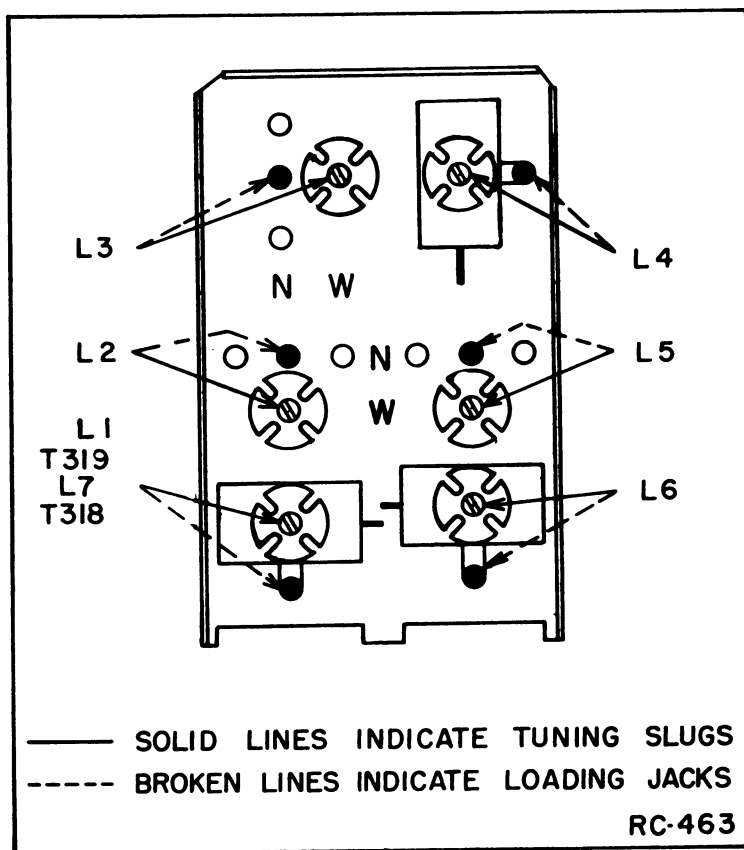 L3
L4
N W
L2
N
L5
W
L1
T319
L7
T318
L6
SOLID LINES INDICATE TUNING SLUGS
BROKEN LINES INDICATE LOADING JACKS
RC-463